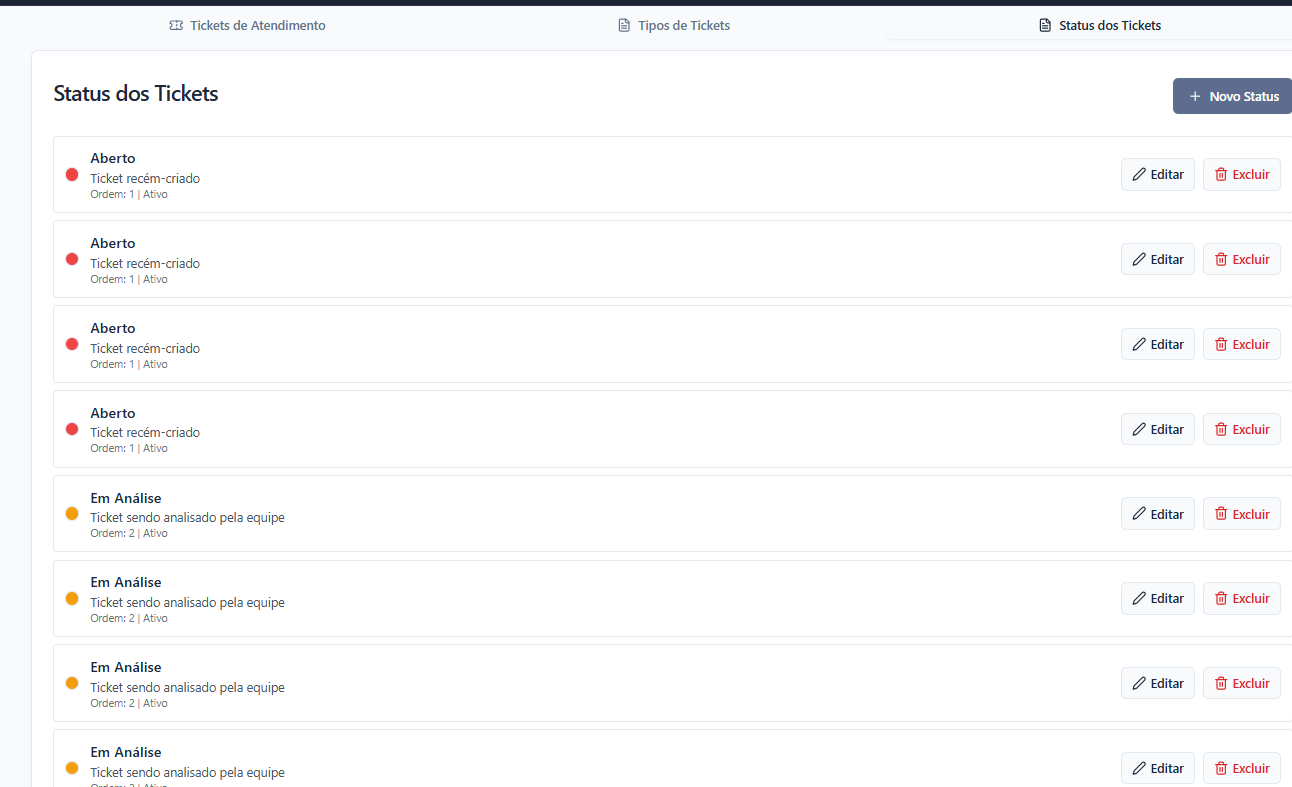 Tickets de Atendimento
Tipos de Tickets
Status dos Tickets
Status dos Tickets
Novo Status
Aberto
Ticket recém-criado
Ordem: 1 | Ativo
Editar
Excluir
Aberto
Ticket recém-criado
Ordem: 1 | Ativo
Editar
Excluir
Aberto
Ticket recém-criado
Ordem: 1 | Ativo
Editar
Excluir
Aberto
Ticket recém-criado
Ordem: 1 | Ativo
Editar
Excluir
Em Análise
Ticket sendo analisado pela equipe
Ordem: 2 | Ativo
Editar
Excluir
Em Análise
Ticket sendo analisado pela equipe
Ordem: 2 | Ativo
Editar
Excluir
Em Análise
Ticket sendo analisado pela equipe
Ordem: 2 | Ativo
Editar
Excluir
Em Análise
Ticket sendo analisado pela equipe
Editar
Excluir